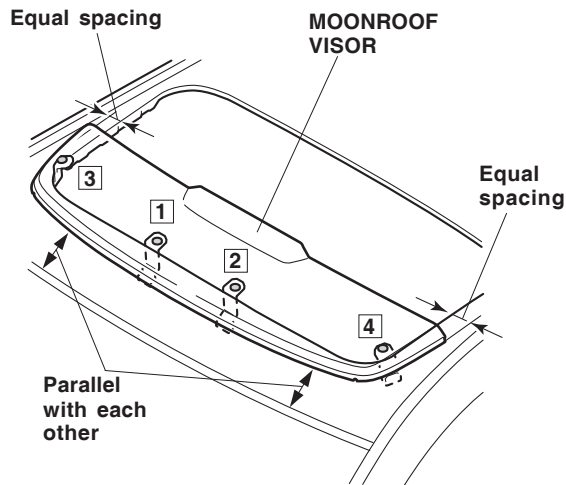 Equal spacing
MOONROOF
VISOR
3
1
2
Equal
spacing
4
Parallel
with each
other